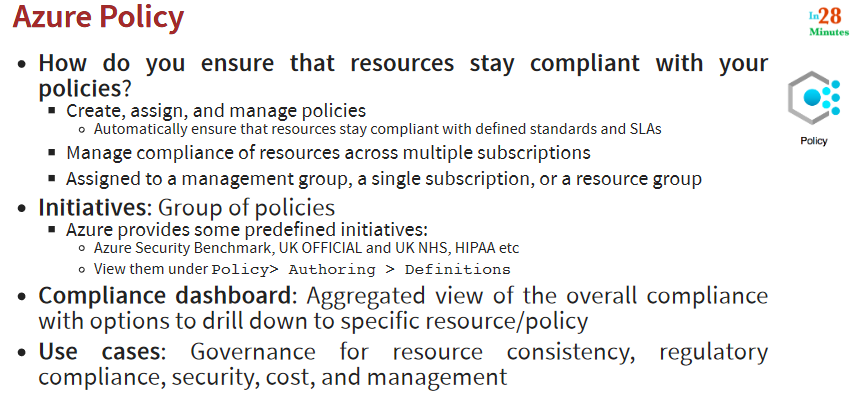 Azure Policy
In28
Minutes
How do you ensure that resources stay compliant with your
policies?
Create, assign, and manage policies
Automatically ensure that resources stay compliant with defined standards and SLAs
Manage compliance of resources across multiple subscriptions
Assigned to a management group, a single subscription, or a resource group
Policy
Initiatives: Group of policies
Azure provides some predefined initiatives:
Azure Security Benchmark, UK OFFICIAL and UK NHS, HIPAA etc
View them under Policy> Authoring > Definitions
Compliance dashboard: Aggregated view of the overall compliance
with options to drill down to specific resource/policy
Use cases: Governance for resource consistency, regulatory
compliance, security, cost, and management